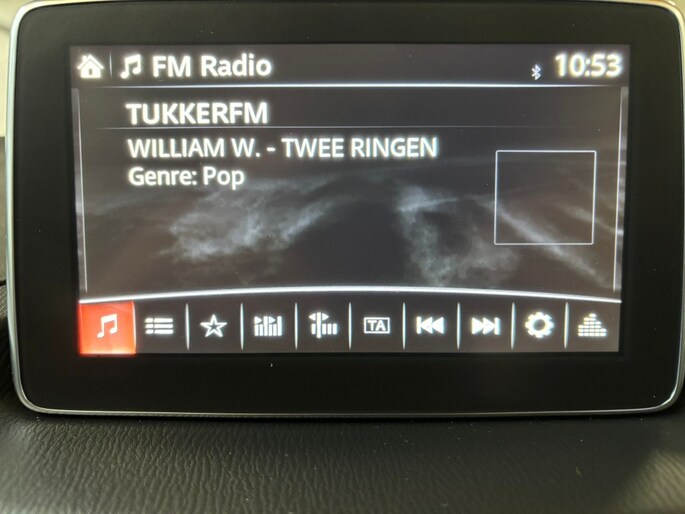 FM Radio
10:53
TUKKERFM
WILLIAM W. - TWEE RINGEN
Genre: Pop
TA